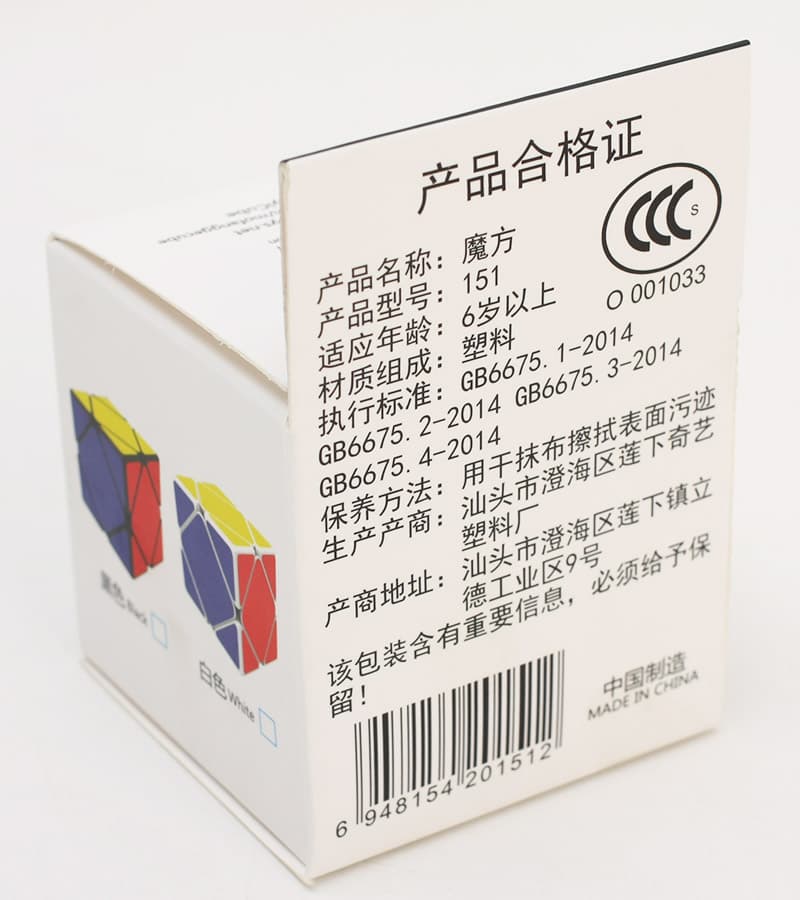 产品合格证
CCC S
O 001033
产品名称：魔方
产品型号：151
适应年龄：6岁以上
材质组成：塑料
执行标准：GB6675.1-2014
GB6675.2-2014 GB6675.3-2014
GB6675.4-2014
保养方法：用干抹布擦拭表面污迹
生产产商：汕头市澄海区莲下奇艺
塑料厂
产商地址：汕头市澄海区莲下镇立
德工业区9号
该包装含有重要信息，必须给予保
留！
中国制造
MADE IN CHINA
6 948154 201512
黑色 Black
白色 White